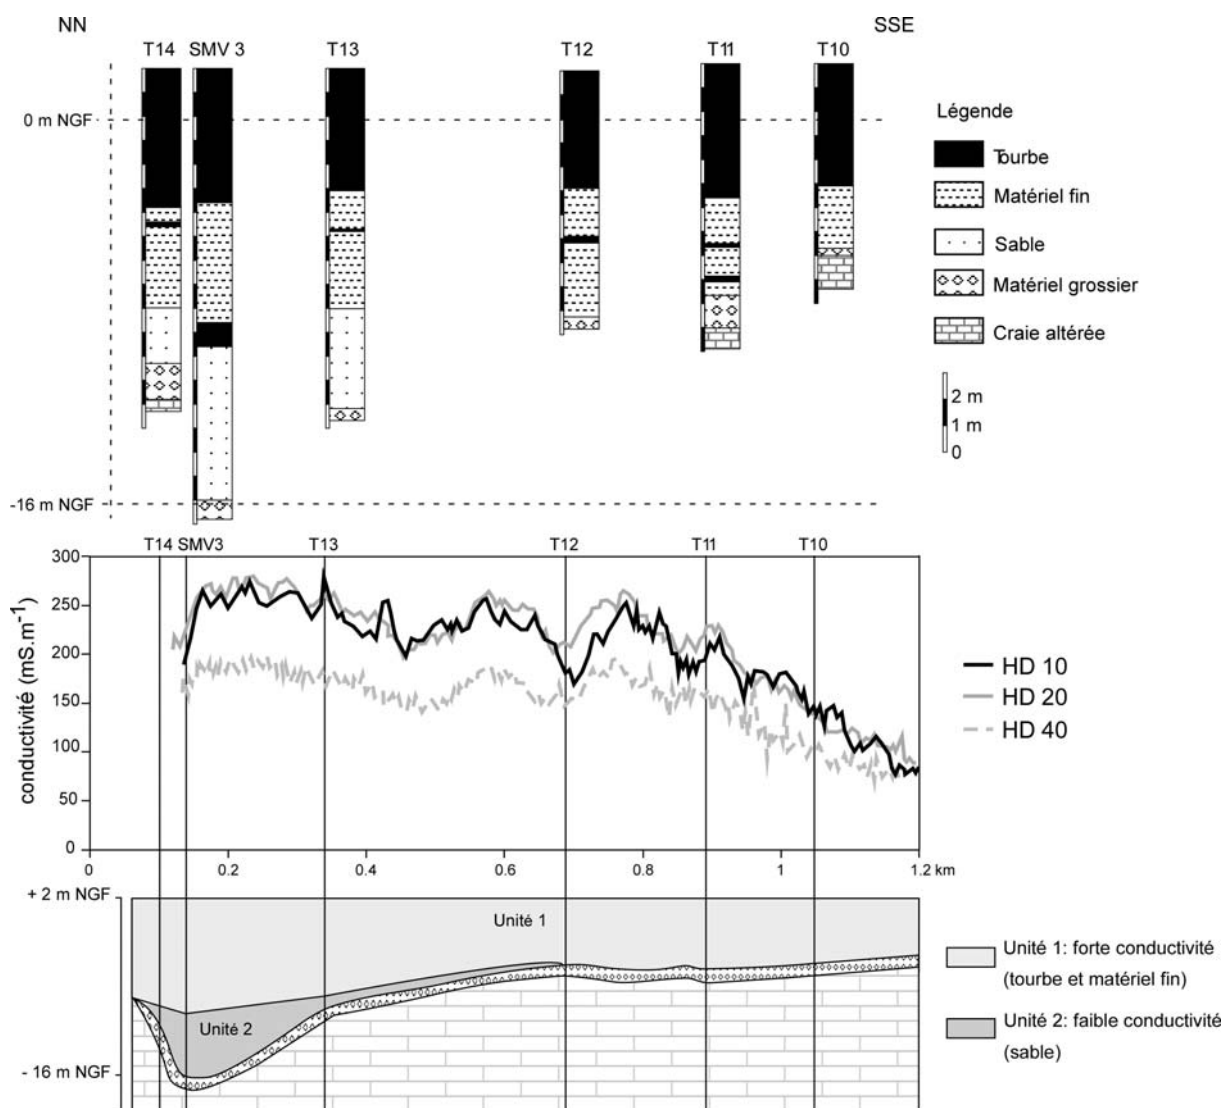 NN
SSE
T14 SMV 3 T13 T12 T11 T10
0 m NGF
-16 m NGF
Légende
Tourbe
Matériel fin
Sable
Matériel grossier
Craie altérée
2 m
1 m
0
T14 SMV3 T13 T12 T11 T10
conductivité (mS.m⁻¹)
300
250
200
150
100
50
0
0 0.2 0.4 0.6 0.8 1 1.2 km
HD 10
HD 20
HD 40
+ 2 m NGF
- 16 m NGF
Unité 1
Unité 2
Unité 1: forte conductivité
(tourbe et matériel fin)
Unité 2: faible conductivité
(sable)